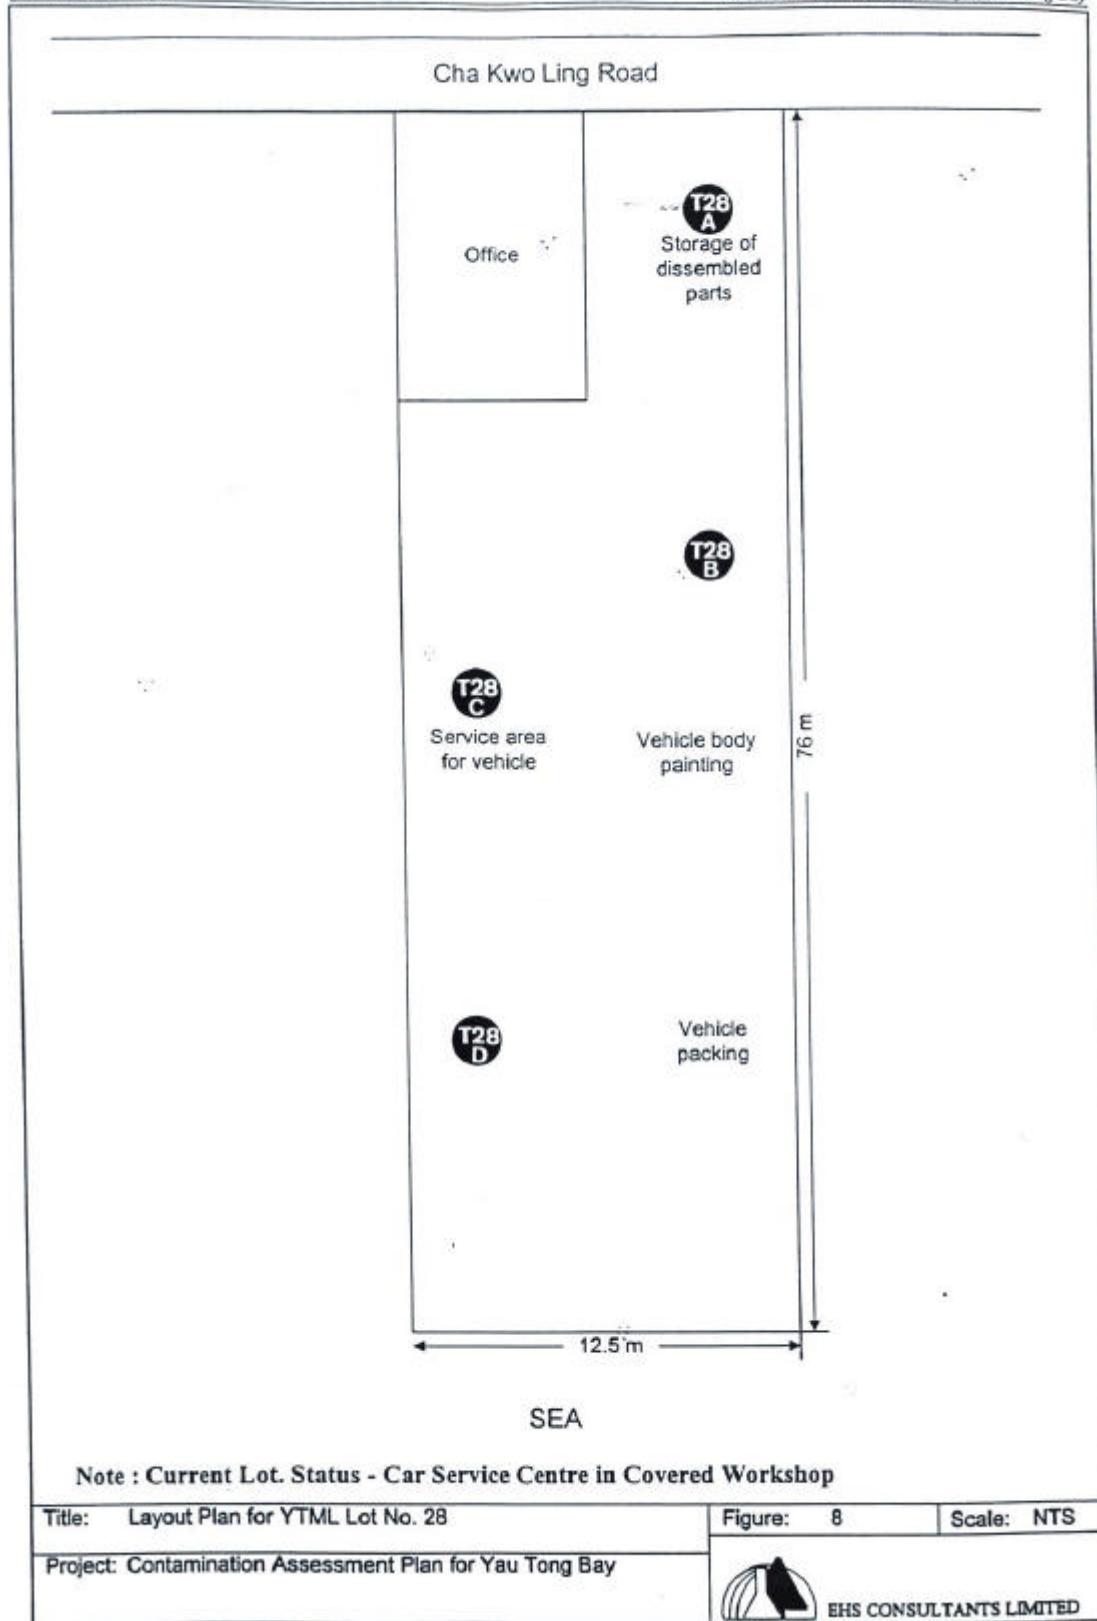 Cha Kwo Ling Road
T28
A
Office
Storage of
dissembled
parts
T28
B
T28
C
Service area
for vehicle
Vehicle body
painting
76 m
T28
D
Vehicle
packing
12.5 m
SEA
Note : Current Lot. Status - Car Service Centre in Covered Workshop
Title: Layout Plan for YTML Lot No. 28
Figure: 8
Scale: NTS
Project: Contamination Assessment Plan for Yau Tong Bay
EHS CONSULTANTS LIMITED